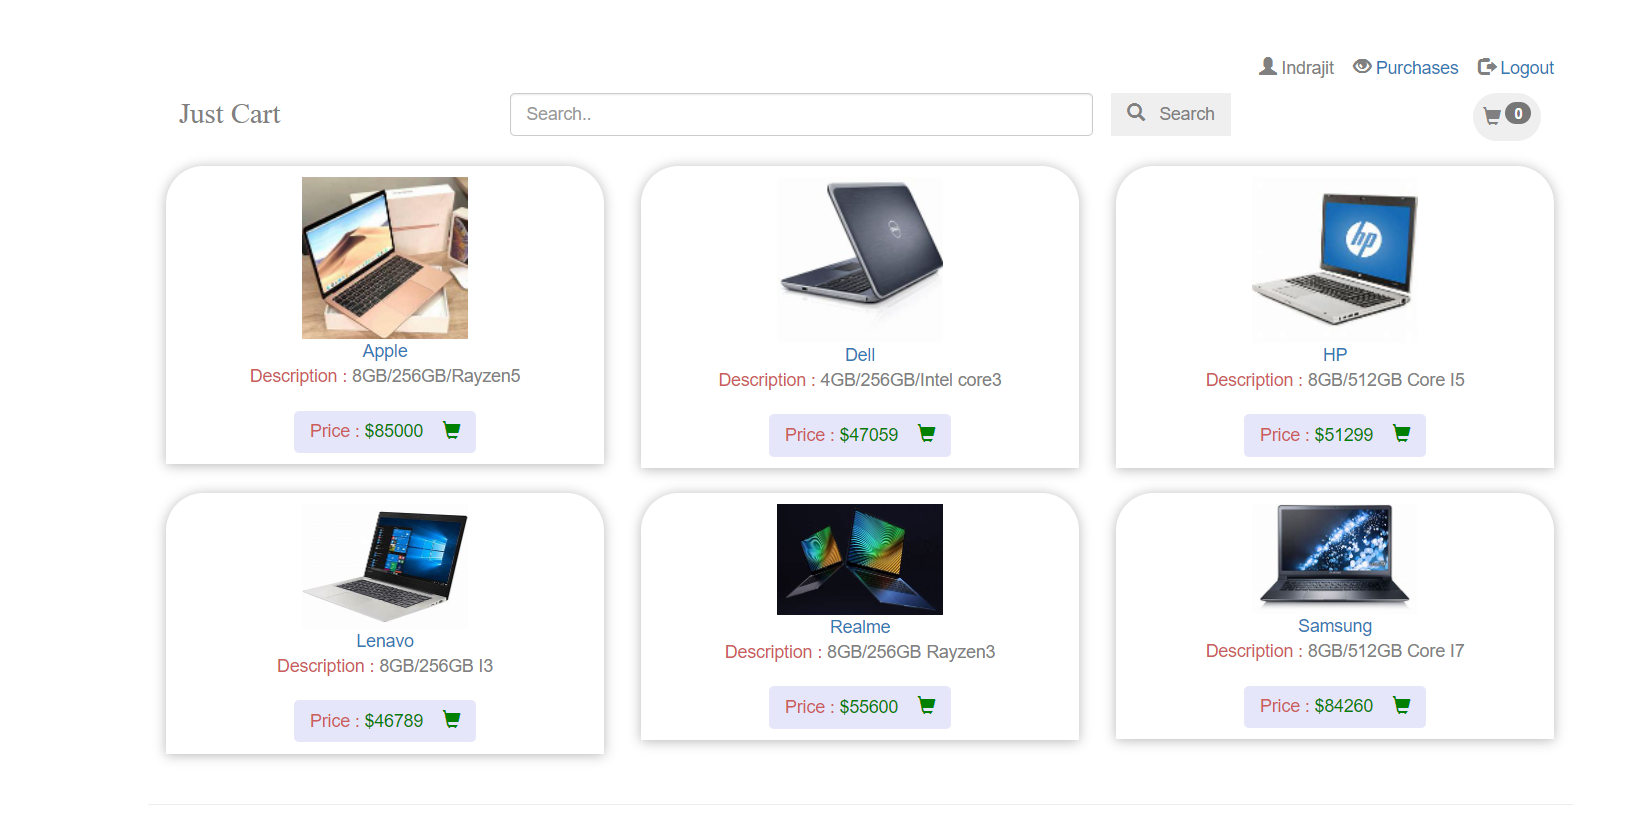 Indrajit Purchases Logout
Just Cart Search.. Search 0
Apple
Description : 8GB/256GB/Rayzen5
Price : $85000
Dell
Description : 4GB/256GB/Intel core3
Price : $47059
hp
HP
Description : 8GB/512GB Core I5
Price : $51299
Lenavo
Description : 8GB/256GB I3
Price : $46789
Realme
Description : 8GB/256GB Rayzen3
Price : $55600
Samsung
Description : 8GB/512GB Core I7
Price : $84260